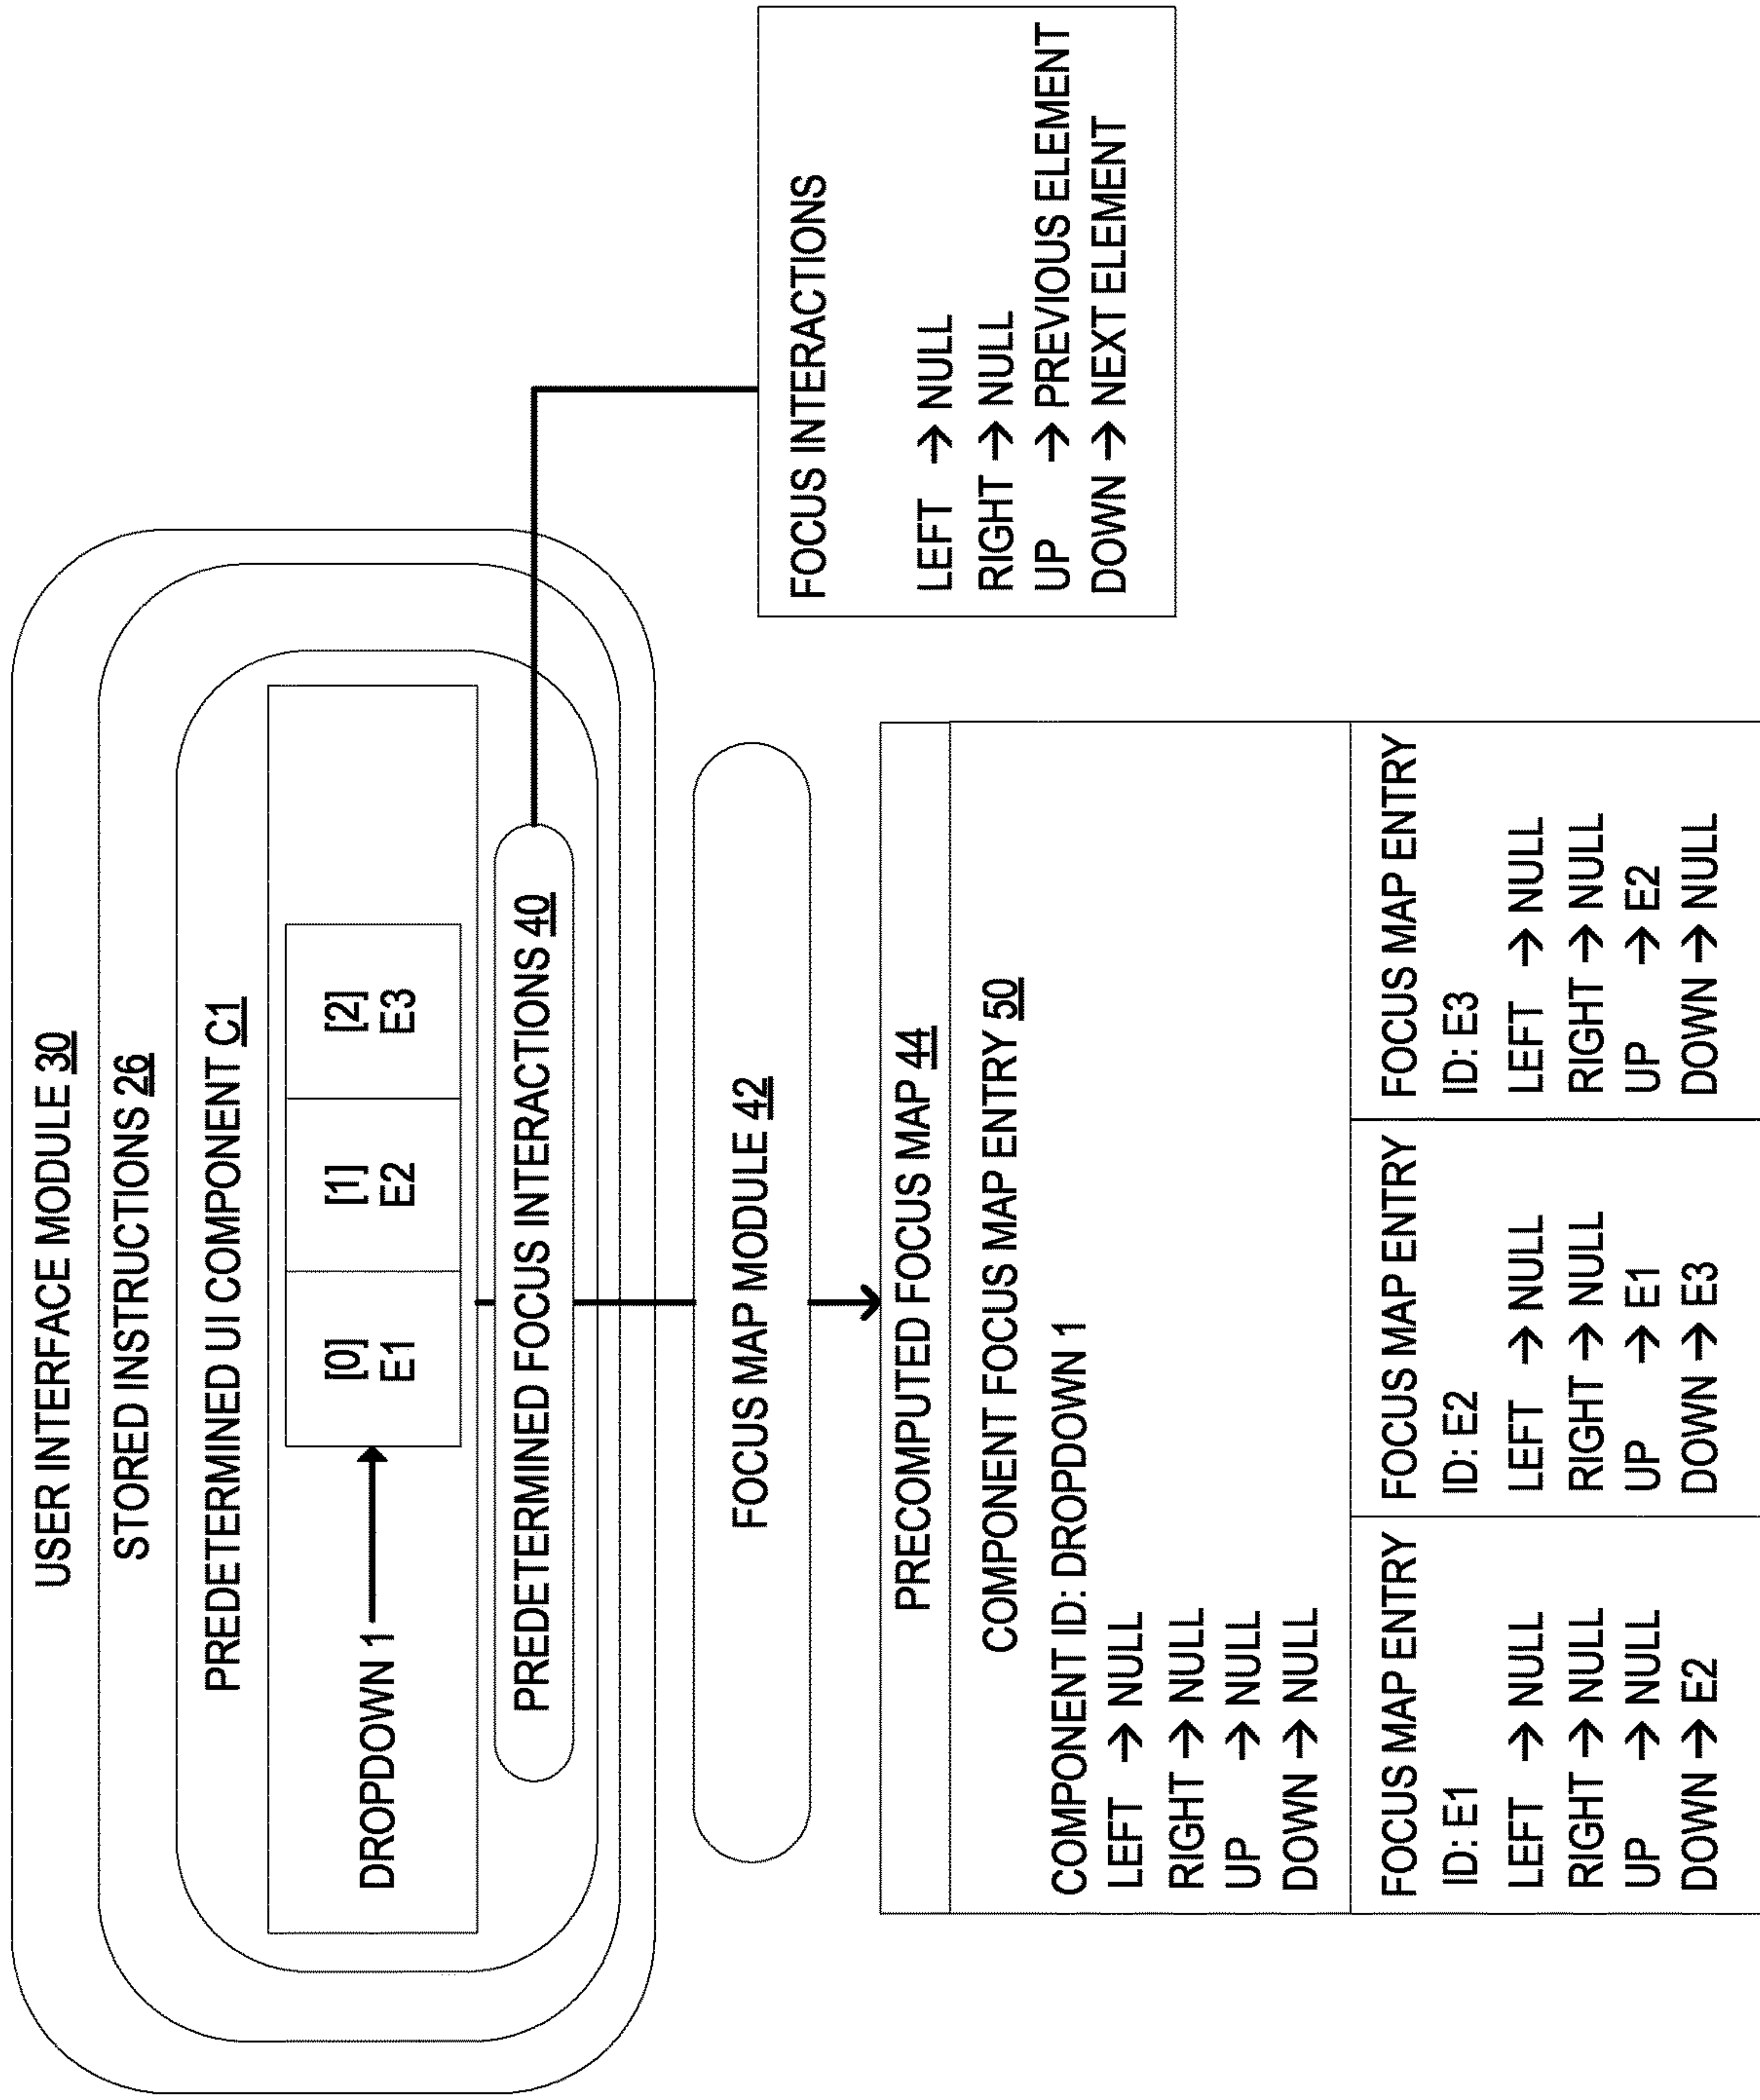 USER INTERFACE MODULE 30
STORED INSTRUCTIONS 26
PREDETERMINED UI COMPONENT C1
DROPDOWN 1
[0]
E1
[1]
E2
[2]
E3
PREDETERMINED FOCUS INTERACTIONS 40
FOCUS MAP MODULE 42
FOCUS INTERACTIONS
LEFT → NULL
RIGHT → NULL
UP → PREVIOUS ELEMENT
DOWN → NEXT ELEMENT
PRECOMPUTED FOCUS MAP 44
COMPONENT FOCUS MAP ENTRY 50
COMPONENT ID: DROPDOWN 1
LEFT → NULL
RIGHT → NULL
UP → NULL
DOWN → NULL
FOCUS MAP ENTRY
ID: E1
LEFT → NULL
RIGHT → NULL
UP → NULL
DOWN → E2
FOCUS MAP ENTRY
ID: E2
LEFT → NULL
RIGHT → NULL
UP → E1
DOWN → E3
FOCUS MAP ENTRY
ID: E3
LEFT → NULL
RIGHT → NULL
UP → E2
DOWN → NULL